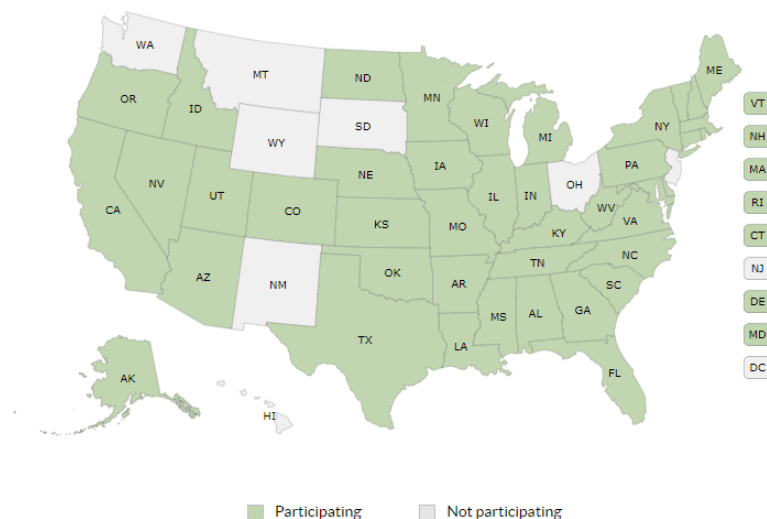 WA
MT
ND
ME
OR
ID
MN
VT
SD
WI
MI
NY
NH
WY
IA
PA
MA
NE
OH
NV
UT
IL
IN
RI
CA
CO
WV
VA
KS
MO
KY
CT
NC
TN
NJ
AZ
NM
OK
AR
SC
DE
MS
AL
GA
MD
TX
LA
DC
AK
FL
HI
Participating
Not participating